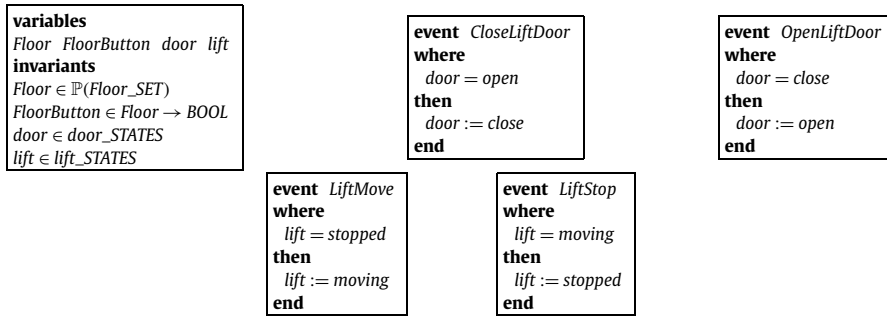 variables
Floor FloorButton door lift
invariants
Floor ∈ ℙ(Floor_SET)
FloorButton ∈ Floor → BOOL
door ∈ door_STATES
lift ∈ lift_STATES
event CloseLiftDoor
where
door = open
then
door := close
end
event OpenLiftDoor
where
door = close
then
door := open
end
event LiftMove
where
lift = stopped
then
lift := moving
end
event LiftStop
where
lift = moving
then
lift := stopped
end